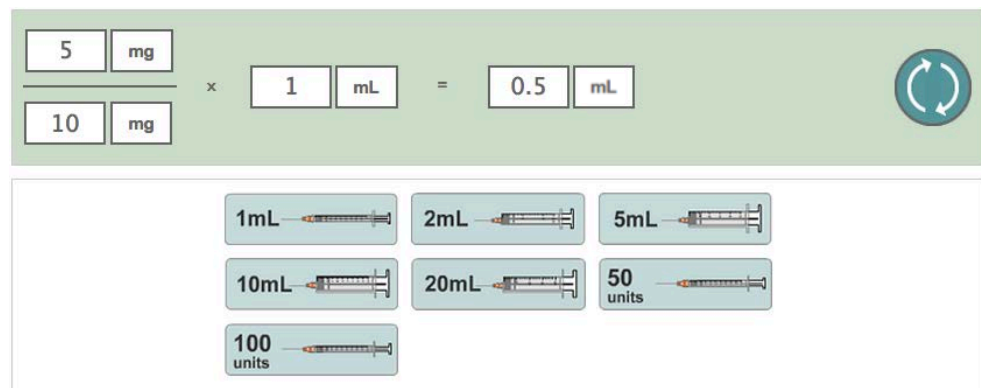 5 mg
10 mg
x 1 mL = 0.5 mL
1mL
2mL
5mL
10mL
20mL
50
units
100
units